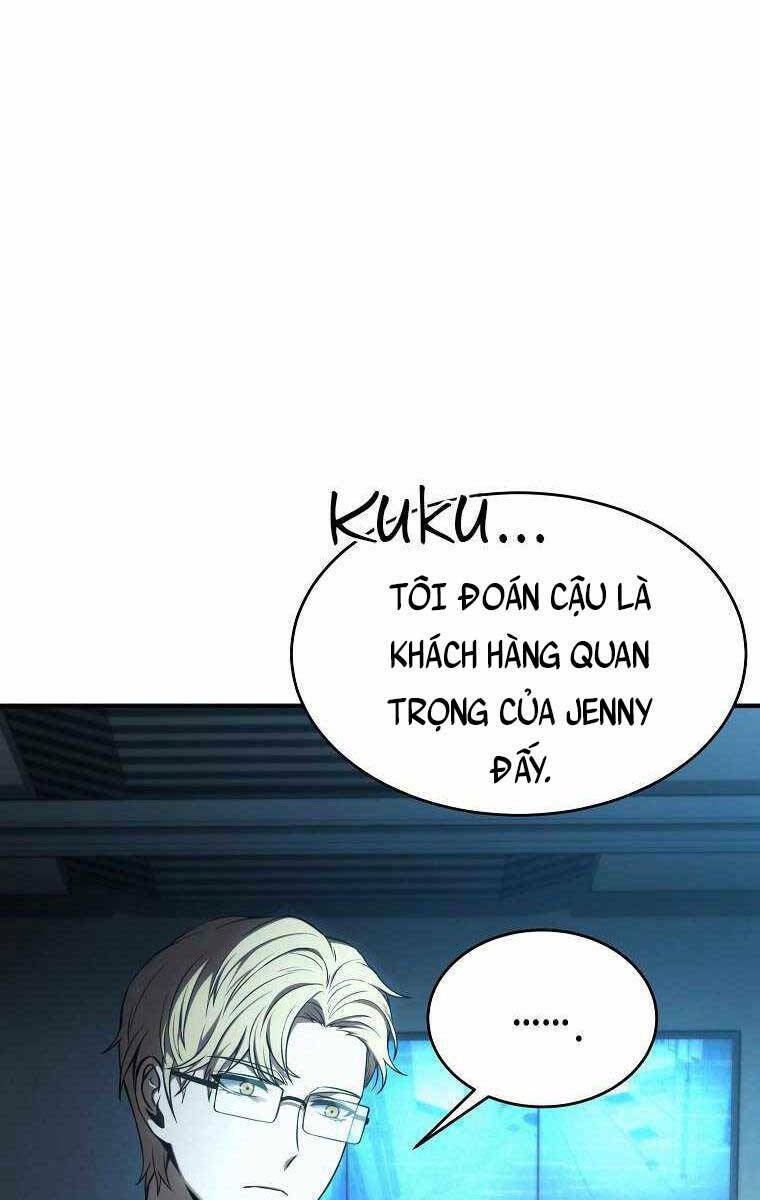 KUKU...
TÔI ĐOÁN CẬU LÀ
KHÁCH HÀNG QUAN
TRỌNG CỦA JENNY
ĐẤY.
.......